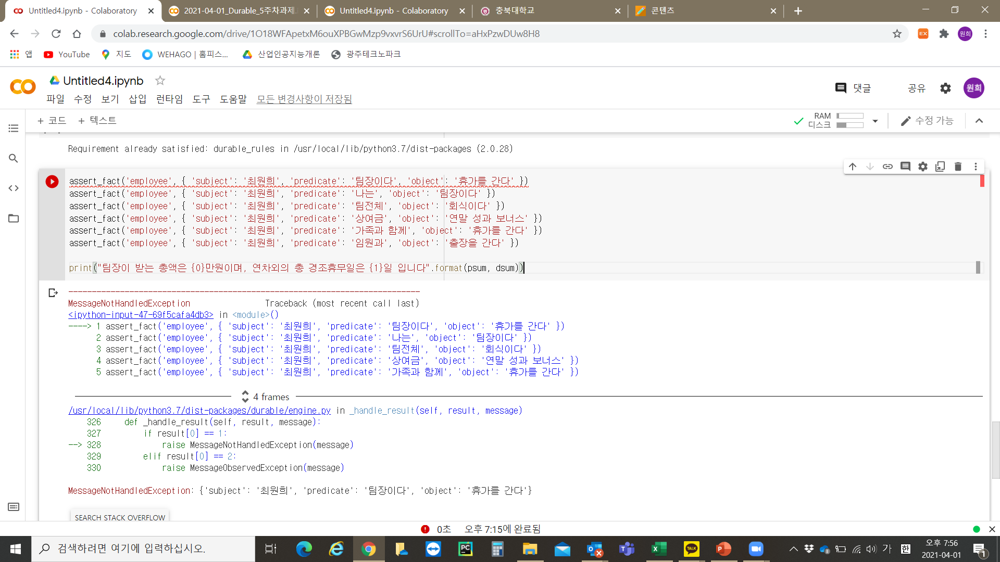 Untitled4.ipynb - Colaboratory
2021-04-01_Durable_5주차과제.
Untitled4.ipynb - Colaboratory
충북대학교
콘텐츠
colab.research.google.com/drive/1O18WFApetxM6ouXPBGwMzp9vxvrS6UrU#scrollTo=aHxPzwDUw8H8
EX
원희
앱
YouTube
지도
WEHAGO | 홈피스...
산업인공지능개론
광주테크노파크
Untitled4.ipynb
파일 수정 보기 삽입 런타임 도구 도움말 모든 변경사항이 저장됨
댓글
공유
원희
+ 코드 + 텍스트
RAM
디스크
수정 가능
Requirement already satisfied: durable_rules in /usr/local/lib/python3.7/dist-packages (2.0.28)
assert_fact('employee', { 'subject': '최원희', 'predicate': '팀장이다', 'object': '휴가를 간다' })
assert_fact('employee', { 'subject': '최원희', 'predicate': '나는', 'object': '팀장이다' })
assert_fact('employee', { 'subject': '최원희', 'predicate': '팀전체', 'object': '회식이다' })
assert_fact('employee', { 'subject': '최원희', 'predicate': '상여금', 'object': '연말 성과 보너스' })
assert_fact('employee', { 'subject': '최원희', 'predicate': '가족과 함께', 'object': '휴가를 간다' })
assert_fact('employee', { 'subject': '최원희', 'predicate': '임원과', 'object': '출장을 간다' })
print("팀장이 받는 총액은 {0}만원이며, 연차외의 총 경조휴무일은 {1}일 입니다".format(psum, dsum))
---------------------------------------------------------------------------
MessageNotHandledException                Traceback (most recent call last)
<ipython-input-47-69f5cafa4db3> in <module>()
----> 1 assert_fact('employee', { 'subject': '최원희', 'predicate': '팀장이다', 'object': '휴가를 간다' })
2 assert_fact('employee', { 'subject': '최원희', 'predicate': '나는', 'object': '팀장이다' })
3 assert_fact('employee', { 'subject': '최원희', 'predicate': '팀전체', 'object': '회식이다' })
4 assert_fact('employee', { 'subject': '최원희', 'predicate': '상여금', 'object': '연말 성과 보너스' })
5 assert_fact('employee', { 'subject': '최원희', 'predicate': '가족과 함께', 'object': '휴가를 간다' })
4 frames
/usr/local/lib/python3.7/dist-packages/durable/engine.py in _handle_result(self, result, message)
326     def _handle_result(self, result, message):
327         if result[0] == 1:
--> 328             raise MessageNotHandledException(message)
329         elif result[0] == 2:
330             raise MessageObservedException(message)
MessageNotHandledException: {'subject': '최원희', 'predicate': '팀장이다', 'object': '휴가를 간다'}
SEARCH STACK OVERFLOW
0초 오후 7:15에 완료됨
검색하려면 여기에 입력하십시오.
PC
TALK
가
한
오후 7:56
2021-04-01
1